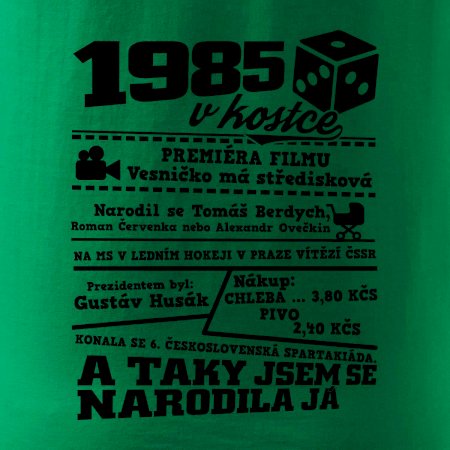 1985
v kostce
PREMIÉRA FILMU
Vesničko má středisková
Narodil se Tomáš Berdych,
Roman Červenka nebo Alexandr Ovečkin
NA MS V LEDNÍM HOKEJI V PRAZE VÍTĚZÍ ČSSR
Prezidentem byl:
Gustáv Husák
Nákup:
CHLEBA ... 3,80 KČS
PIVO
2,40 KČS
KONALA SE 6. ČESKOSLOVENSKÁ SPARTAKIÁDA.
A TAKY JSEM SE
NARODILA JÁ